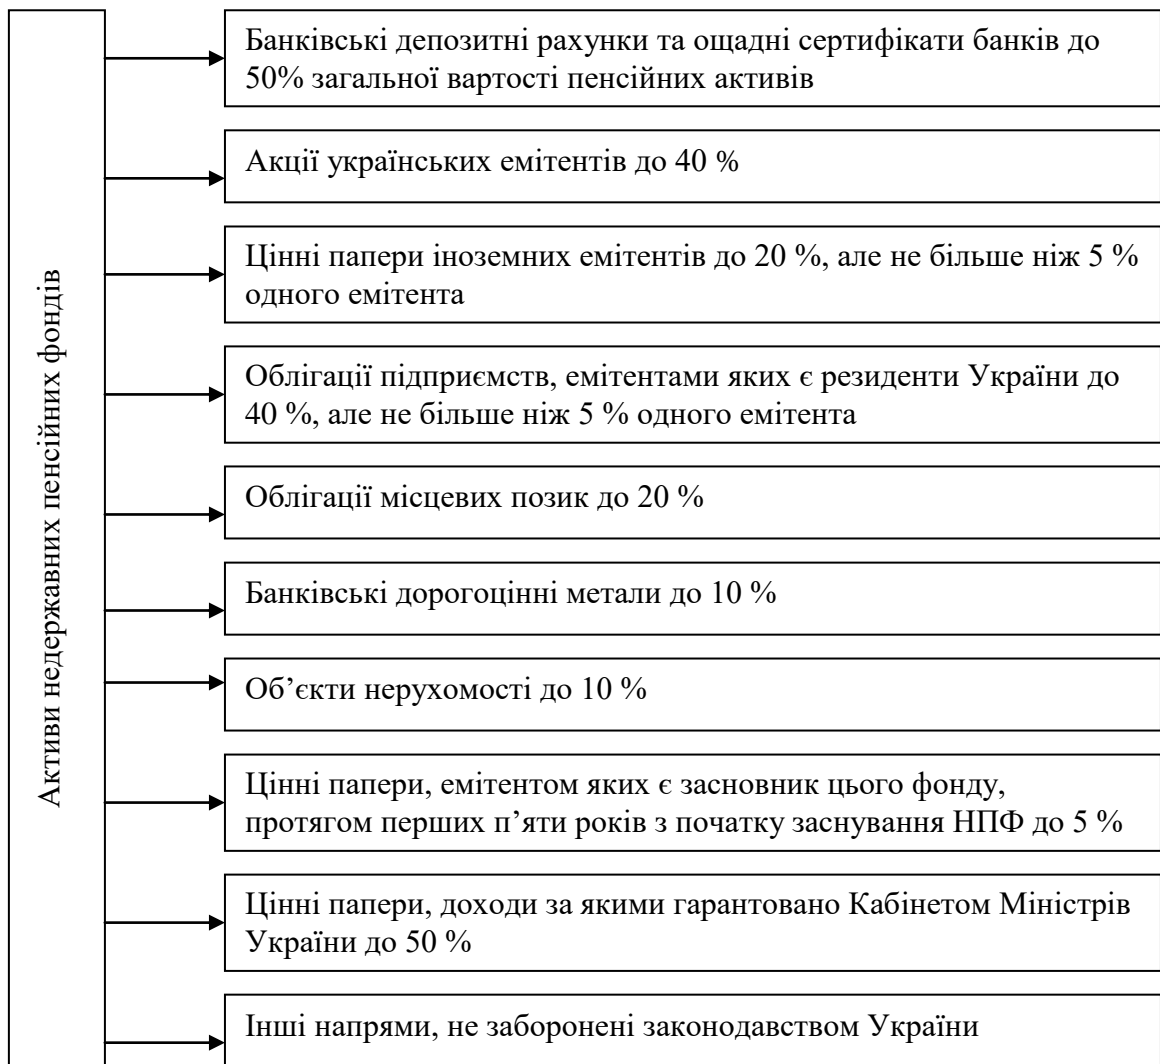 Активи недержавних пенсійних фондів
Банківські депозитні рахунки та ощадні сертифікати банків до
50% загальної вартості пенсійних активів
Акції українських емітентів до 40 %
Цінні папери іноземних емітентів до 20 %, але не більше ніж 5 %
одного емітента
Облігації підприємств, емітентами яких є резиденти України до
40 %, але не більше ніж 5 % одного емітента
Облігації місцевих позик до 20 %
Банківські дорогоцінні метали до 10 %
Об’єкти нерухомості до 10 %
Цінні папери, емітентом яких є засновник цього фонду,
протягом перших п’яти років з початку заснування НПФ до 5 %
Цінні папери, доходи за якими гарантовано Кабінетом Міністрів
України до 50 %
Інші напрями, не заборонені законодавством України